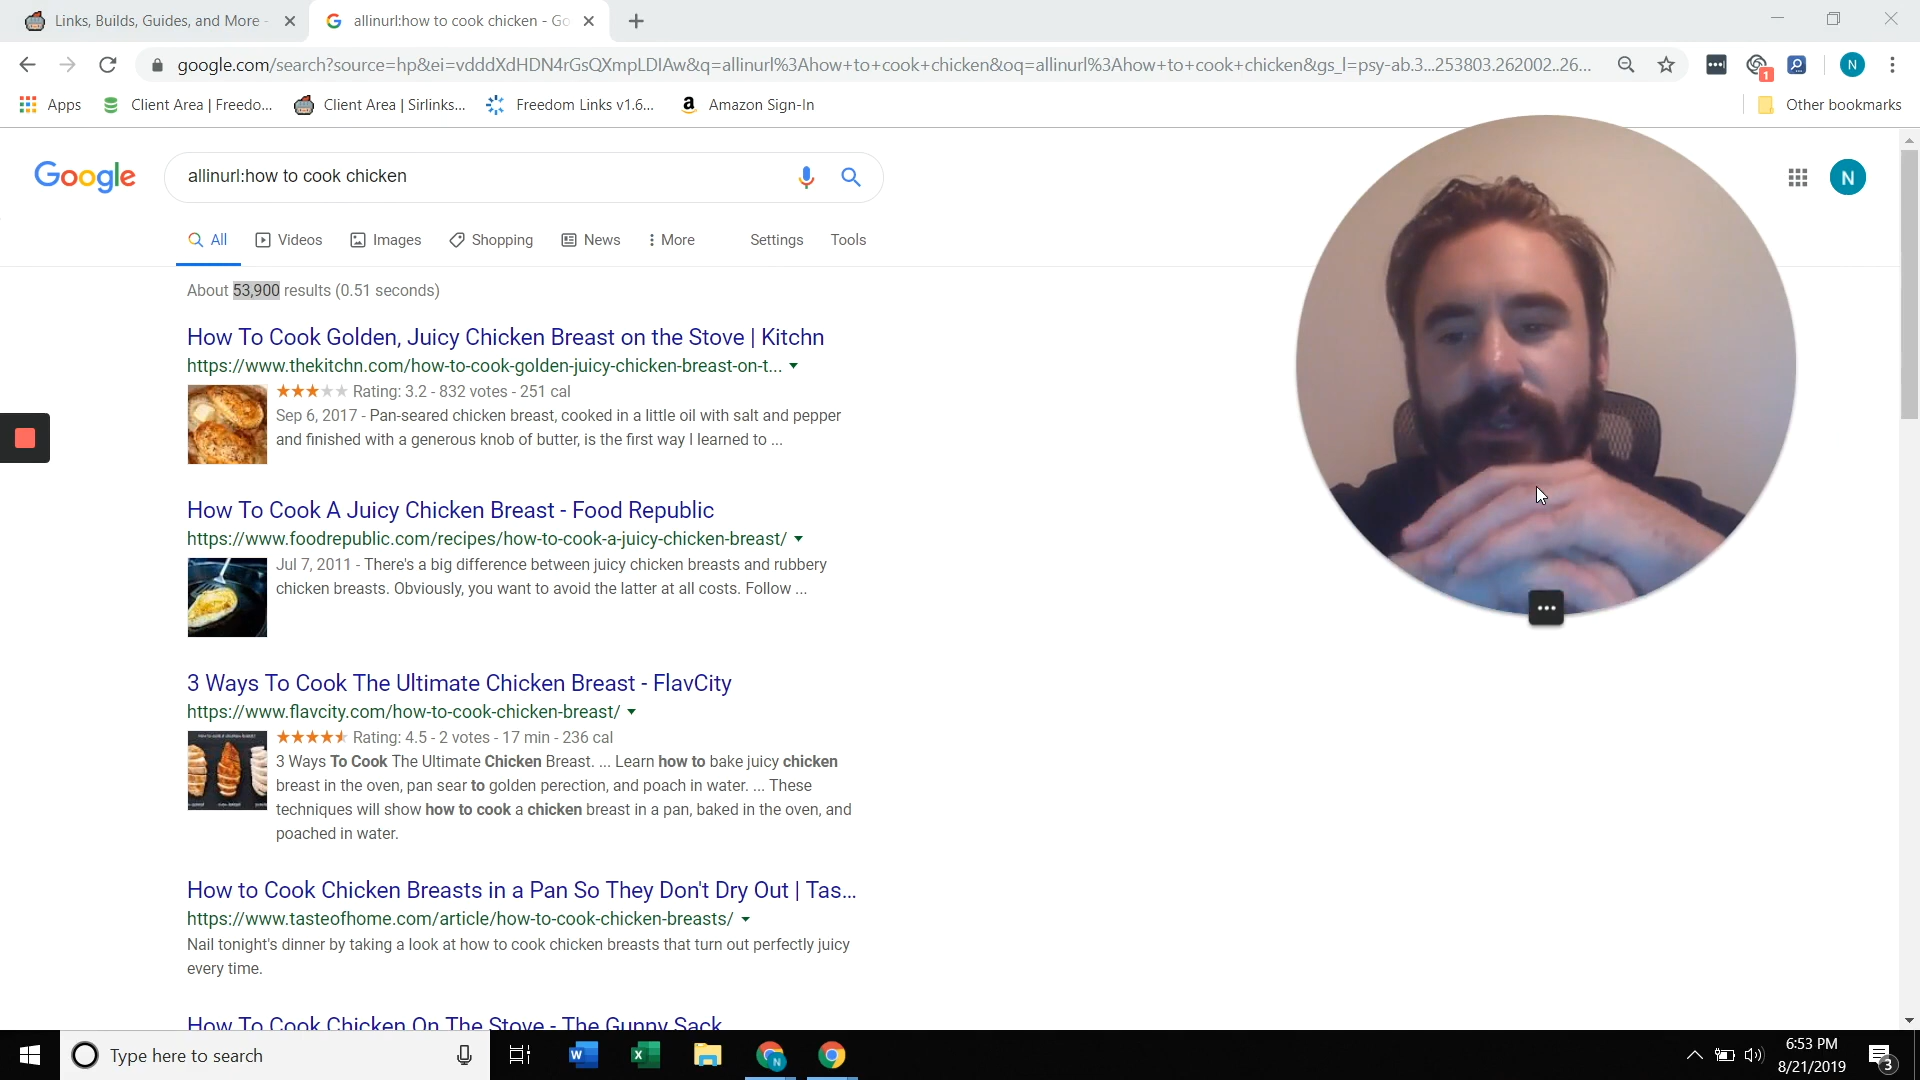 Links, Builds, Guides, and More -
allinurl:how to cook chicken - Go
google.com/search?source=hp&ei=vdddXdHDN4rGsQXmpLDIAw&q=allinurl%3Ahow+to+cook+chicken&oq=allinurl%3Ahow+to+cook+chicken&gs_l=psy-ab.3...253803.262002..26...
1
N
Apps
Client Area | Freedo...
Client Area | Sirlinks...
Freedom Links v1.6...
a
Amazon Sign-In
Other bookmarks
Google
allinurl:how to cook chicken
N
All
Videos
Images
Shopping
News
More
Settings
Tools
About 53,900 results (0.51 seconds)
How To Cook Golden, Juicy Chicken Breast on the Stove | Kitchn
https://www.thekitchn.com/how-to-cook-golden-juicy-chicken-breast-on-t...
Rating: 3.2 - 832 votes - 251 cal
Sep 6, 2017 - Pan-seared chicken breast, cooked in a little oil with salt and pepper
and finished with a generous knob of butter, is the first way I learned to ...
How To Cook A Juicy Chicken Breast - Food Republic
https://www.foodrepublic.com/recipes/how-to-cook-a-juicy-chicken-breast/
Jul 7, 2011 - There's a big difference between juicy chicken breasts and rubbery
chicken breasts. Obviously, you want to avoid the latter at all costs. Follow ...
3 Ways To Cook The Ultimate Chicken Breast - FlavCity
https://www.flavcity.com/how-to-cook-chicken-breast/
Rating: 4.5 - 2 votes - 17 min - 236 cal
3 Ways To Cook The Ultimate Chicken Breast. ... Learn how to bake juicy chicken
breast in the oven, pan sear to golden perection, and poach in water. ... These
techniques will show how to cook a chicken breast in a pan, baked in the oven, and
poached in water.
How to Cook Chicken Breasts in a Pan So They Don't Dry Out | Tas...
https://www.tasteofhome.com/article/how-to-cook-chicken-breasts/
Nail tonight's dinner by taking a look at how to cook chicken breasts that turn out perfectly juicy
every time.
How To Cook Chicken On The Stove - The Gunny Sack
Type here to search
W
X
N
6:53 PM
8/21/2019
3